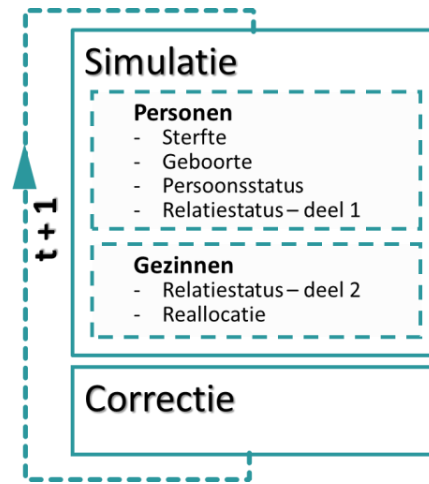 Simulatie
Personen
- Sterfte
- Geboorte
- Persoonsstatus
- Relatiestatus – deel 1
t + 1
Gezinnen
- Relatiestatus – deel 2
- Reallocatie
Correctie